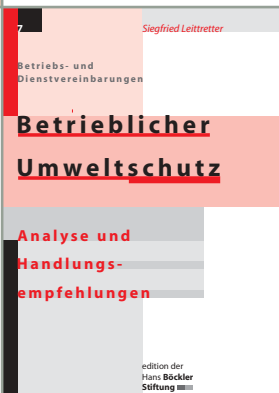 7
Siegfried Leittretter
Betriebs- und
Dienstvereinbarungen
Betrieblicher
Umweltschutz
Analyse und
Handlungs-
empfehlungen
edition der
Hans Böckler
Stiftung